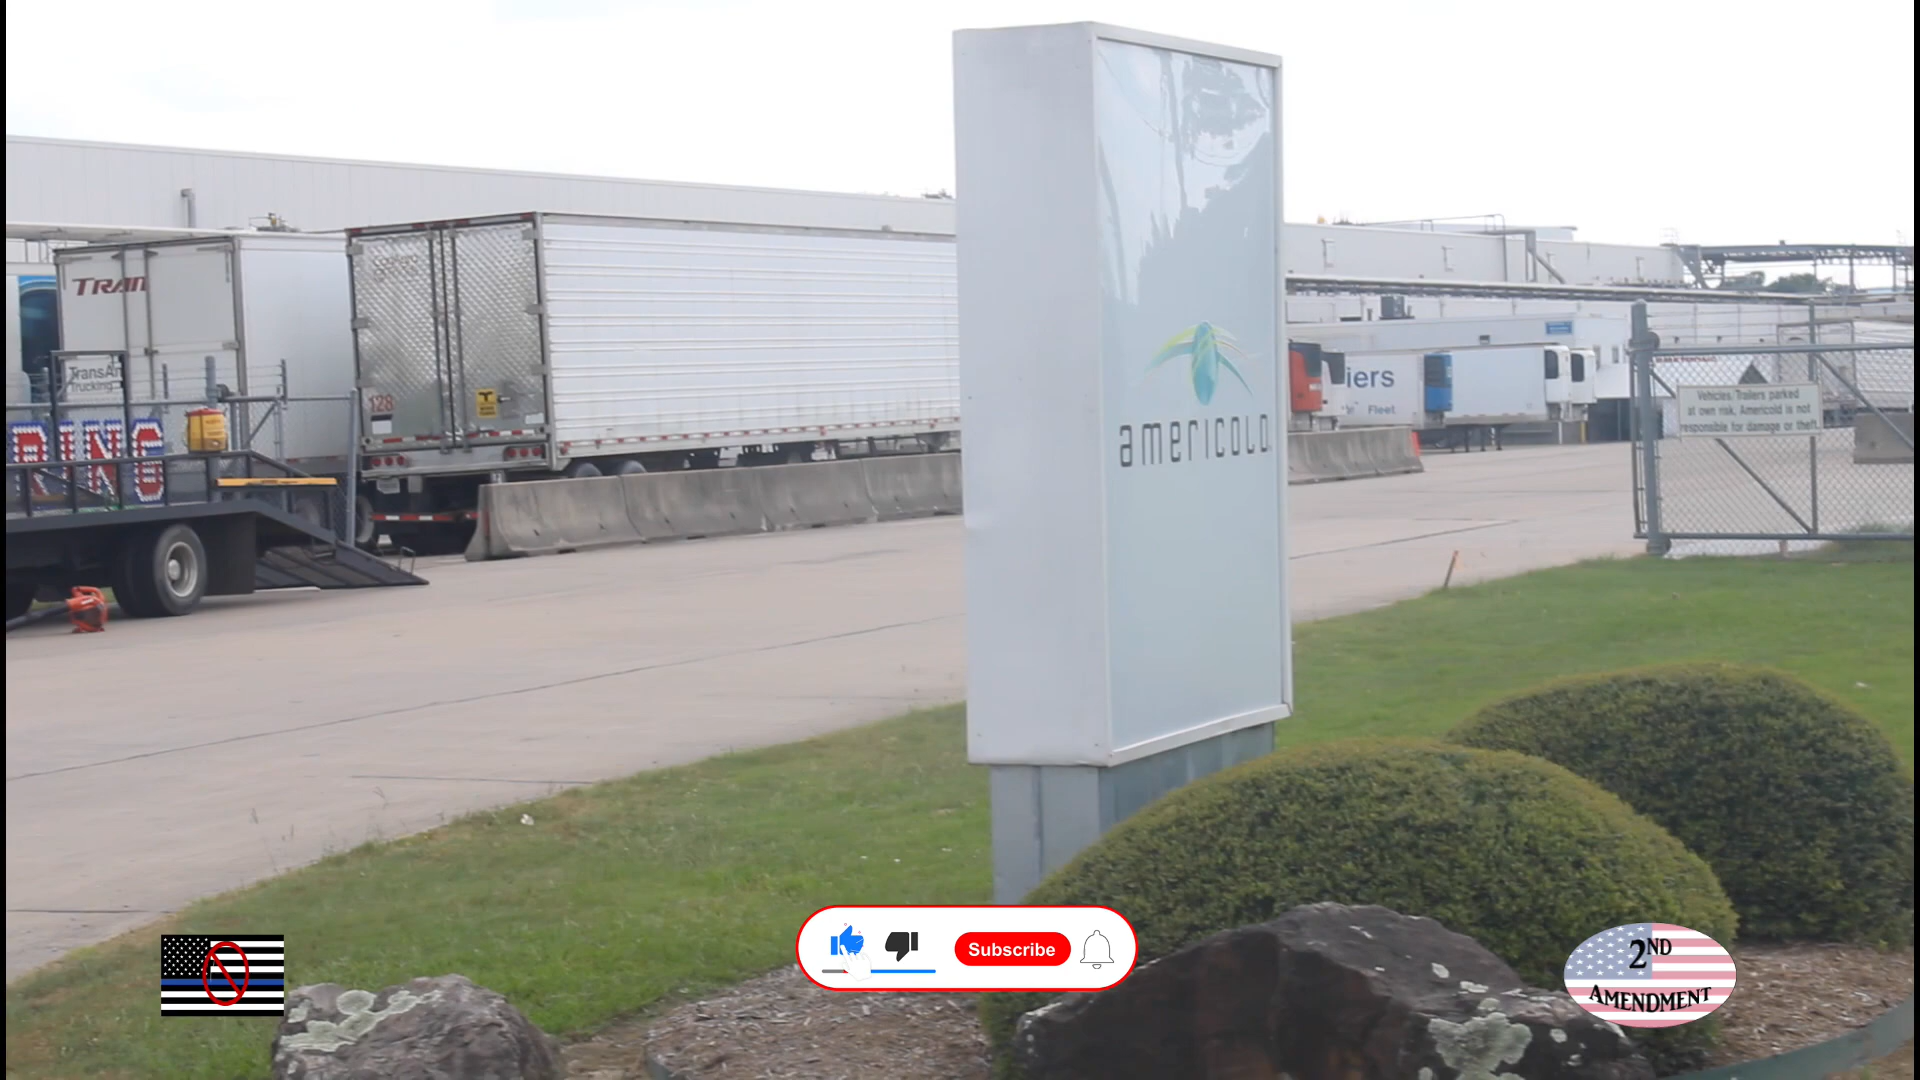 TRAN
TransAm
Trucking
RING
128
americold
iers
Fleet
Vehicles/Trailers parked
at own risk, Americold is not
responsible for damage or theft.
Subscribe
2ND
AMENDMENT